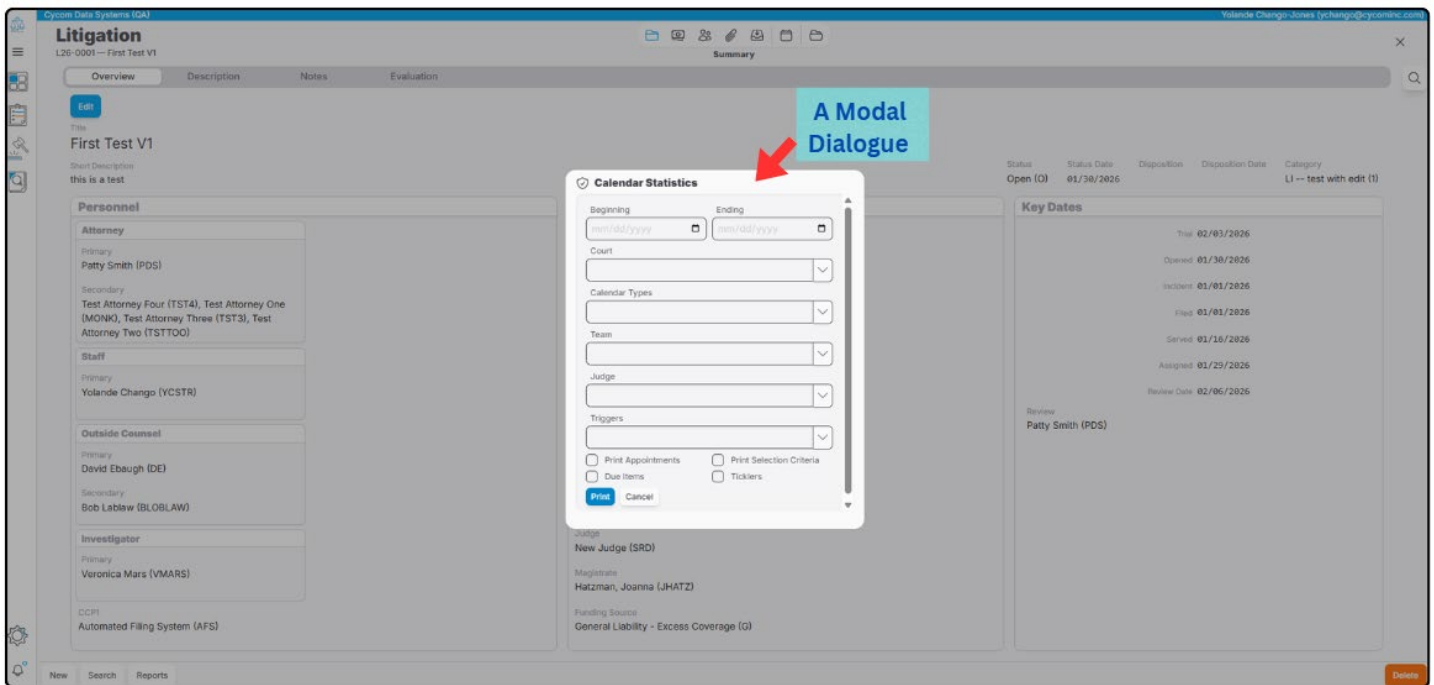 Cycom Data Systems (QA) Yolande Chango-Jones (ychango@cycominc.com)
Litigation
L26-0001 — First Test V1
Summary
Overview Description Notes Evaluation
Edit
A Modal
Dialogue
Title
First Test V1
Short Description
this is a test
Status Status Date Disposition Disposition Date Category
Open (O) 01/30/2026 LI -- test with edit (1)
Personnel
Attorney
Primary
Patty Smith (PDS)
Secondary
Test Attorney Four (TST4), Test Attorney One
(MONK), Test Attorney Three (TST3), Test
Attorney Two (TSTTOO)
Staff
Primary
Yolande Chango (YCSTR)
Outside Counsel
Primary
David Ebaugh (DE)
Secondary
Bob Lablaw (BLOBLAW)
Investigator
Primary
Veronica Mars (VMARS)
CCP1
Automated Filing System (AFS)
Calendar Statistics
Beginning Ending
mm/dd/yyyy mm/dd/yyyy
Court
Calendar Types
Team
Judge
Triggers
Print Appointments Print Selection Criteria
Due Items Ticklers
Print Cancel
Judge
New Judge (SRD)
Magistrate
Hatzman, Joanna (JHATZ)
Funding Source
General Liability - Excess Coverage (G)
Key Dates
Trial 02/03/2026
Opened 01/30/2026
Incident 01/01/2026
Filed 01/01/2026
Served 01/16/2026
Assigned 01/29/2026
Review Date 02/06/2026
Review
Patty Smith (PDS)
New Search Reports Delete